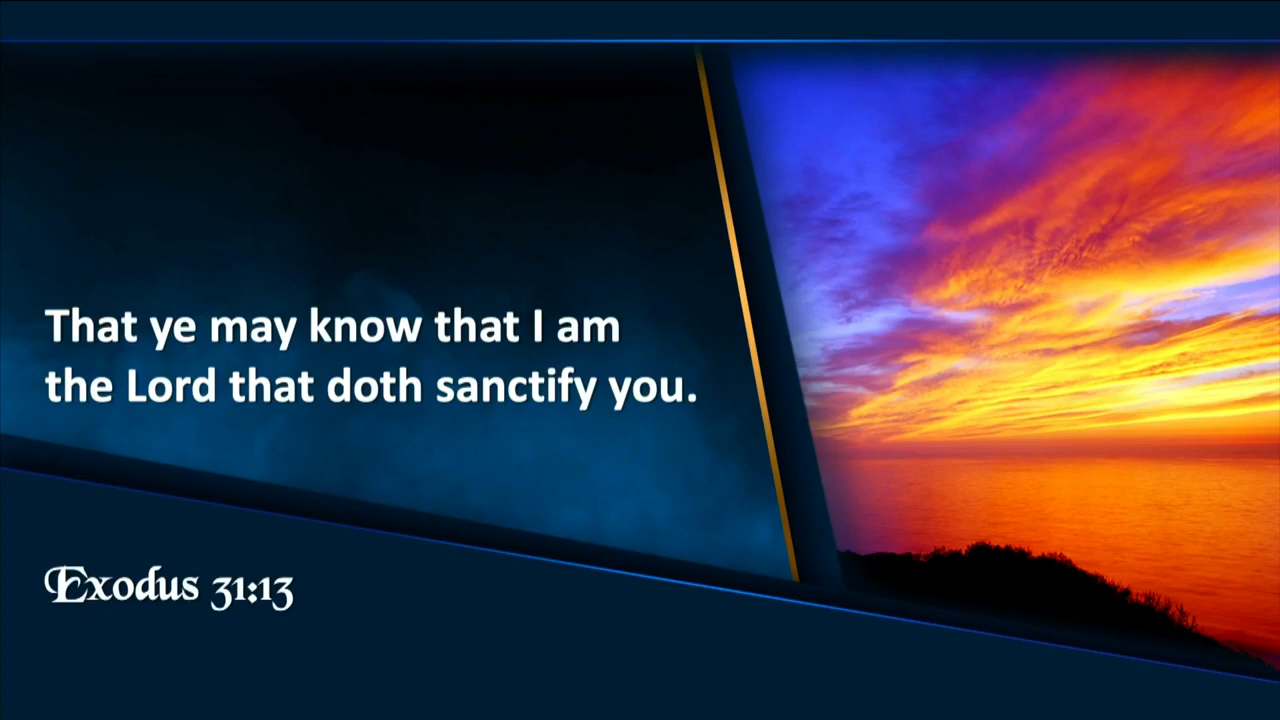 That ye may know that I am
the Lord that doth sanctify you.
Exodus 31:13